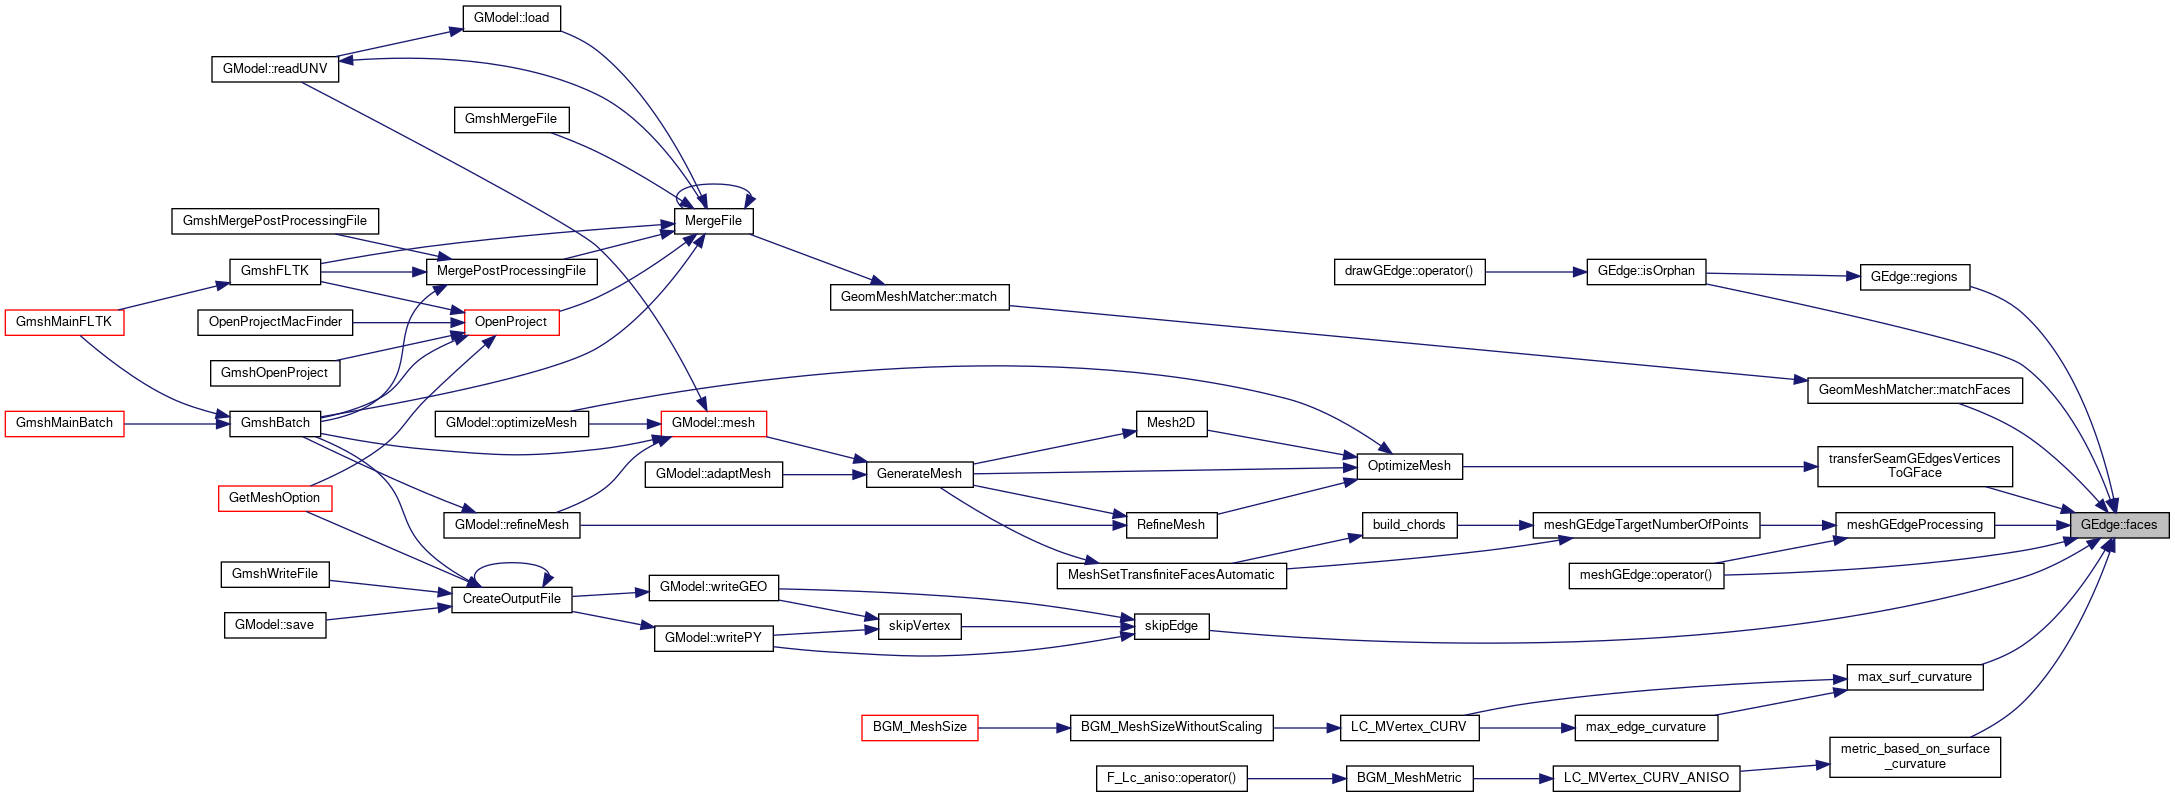 GModel::load
GModel::readUNV
GmshMergeFile
GmshMergePostProcessingFile
MergeFile
GmshFLTK
MergePostProcessingFile
drawGEdge::operator()
GEdge::isOrphan
GEdge::regions
GeomMeshMatcher::match
GmshMainFLTK
OpenProjectMacFinder
OpenProject
GmshOpenProject
GeomMeshMatcher::matchFaces
GmshMainBatch
GmshBatch
GModel::optimizeMesh
GModel::mesh
Mesh2D
transferSeamGEdgesVertices
ToGFace
GModel::adaptMesh
GenerateMesh
OptimizeMesh
GetMeshOption
GModel::refineMesh
RefineMesh
build_chords
meshGEdgeTargetNumberOfPoints
meshGEdgeProcessing
GEdge::faces
GmshWriteFile
MeshSetTransfiniteFacesAutomatic
meshGEdge::operator()
CreateOutputFile
GModel::writeGEO
GModel::save
GModel::writePY
skipVertex
skipEdge
max_surf_curvature
BGM_MeshSize
BGM_MeshSizeWithoutScaling
LC_MVertex_CURV
max_edge_curvature
metric_based_on_surface
_curvature
F_Lc_aniso::operator()
BGM_MeshMetric
LC_MVertex_CURV_ANISO